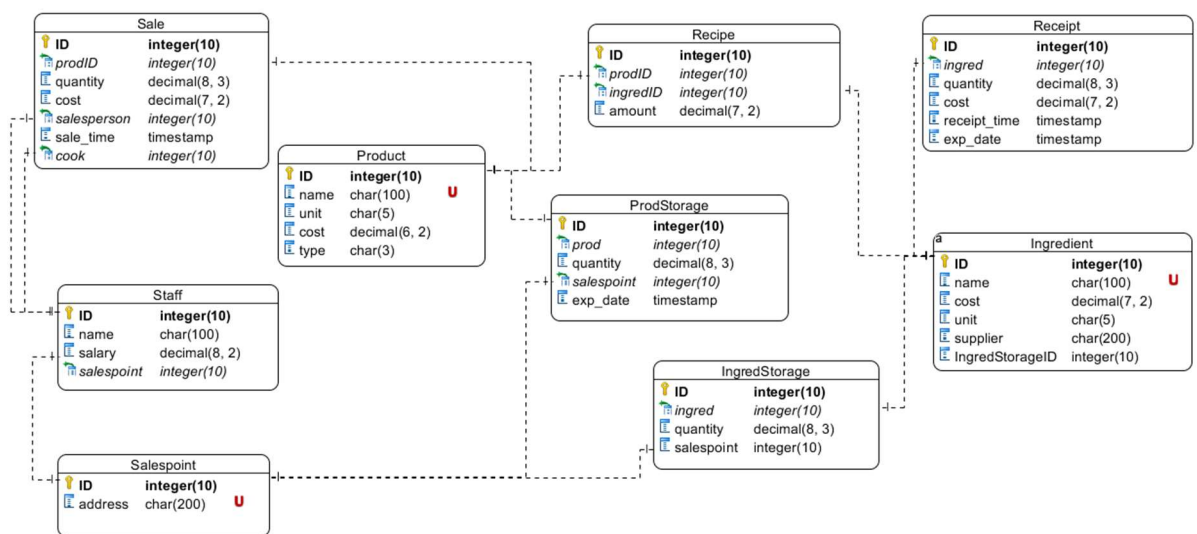 Sale
ID integer(10)
prodID integer(10)
quantity decimal(8, 3)
cost decimal(7, 2)
salesperson integer(10)
sale_time timestamp
cook integer(10)
Recipe
ID integer(10)
prodID integer(10)
ingredID integer(10)
amount decimal(7, 2)
Receipt
ID integer(10)
ingred integer(10)
quantity decimal(8, 3)
cost decimal(7, 2)
receipt_time timestamp
exp_date timestamp
Product
ID integer(10)
name char(100) U
unit char(5)
cost decimal(6, 2)
type char(3)
ProdStorage
ID integer(10)
prod integer(10)
quantity decimal(8, 3)
salespoint integer(10)
exp_date timestamp
a
Ingredient
ID integer(10)
name char(100) U
cost decimal(7, 2)
unit char(5)
supplier char(200)
IngredStorageID integer(10)
Staff
ID integer(10)
name char(100)
salary decimal(8, 2)
salespoint integer(10)
IngredStorage
ID integer(10)
ingred integer(10)
quantity decimal(8, 3)
salespoint integer(10)
Salespoint
ID integer(10)
address char(200) U